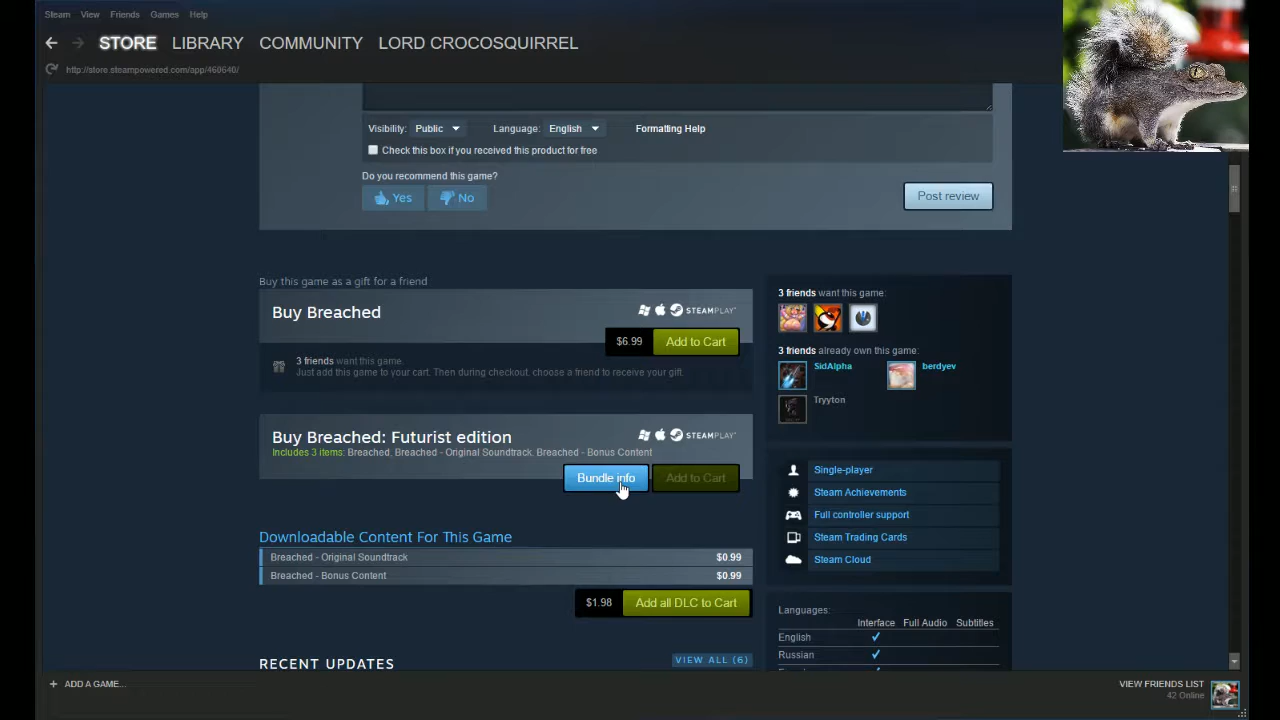 Steam View Friends Games Help
STORE LIBRARY COMMUNITY LORD CROCOSQUIRREL
http://store.steampowered.com/app/460640/
Visibility: Public Language: English Formatting Help
Check this box if you received this product for free
Do you recommend this game?
Yes No Post review
Buy this game as a gift for a friend
Buy Breached STEAMPLAY
$6.99 Add to Cart
3 friends want this game.
Just add this game to your cart. Then during checkout, choose a friend to receive your gift.
Buy Breached: Futurist edition STEAMPLAY
Includes 3 items: Breached, Breached - Original Soundtrack, Breached - Bonus Content
Bundle info Add to Cart
Downloadable Content For This Game
Breached - Original Soundtrack $0.99
Breached - Bonus Content $0.99
$1.98 Add all DLC to Cart
RECENT UPDATES VIEW ALL (6)
3 friends want this game:
3 friends already own this game:
SidAlpha berdyev
Tryyton
Single-player
Steam Achievements
Full controller support
Steam Trading Cards
Steam Cloud
Languages:
Interface Full Audio Subtitles
English ✔
Russian ✔
+ ADD A GAME...
VIEW FRIENDS LIST
42 Online